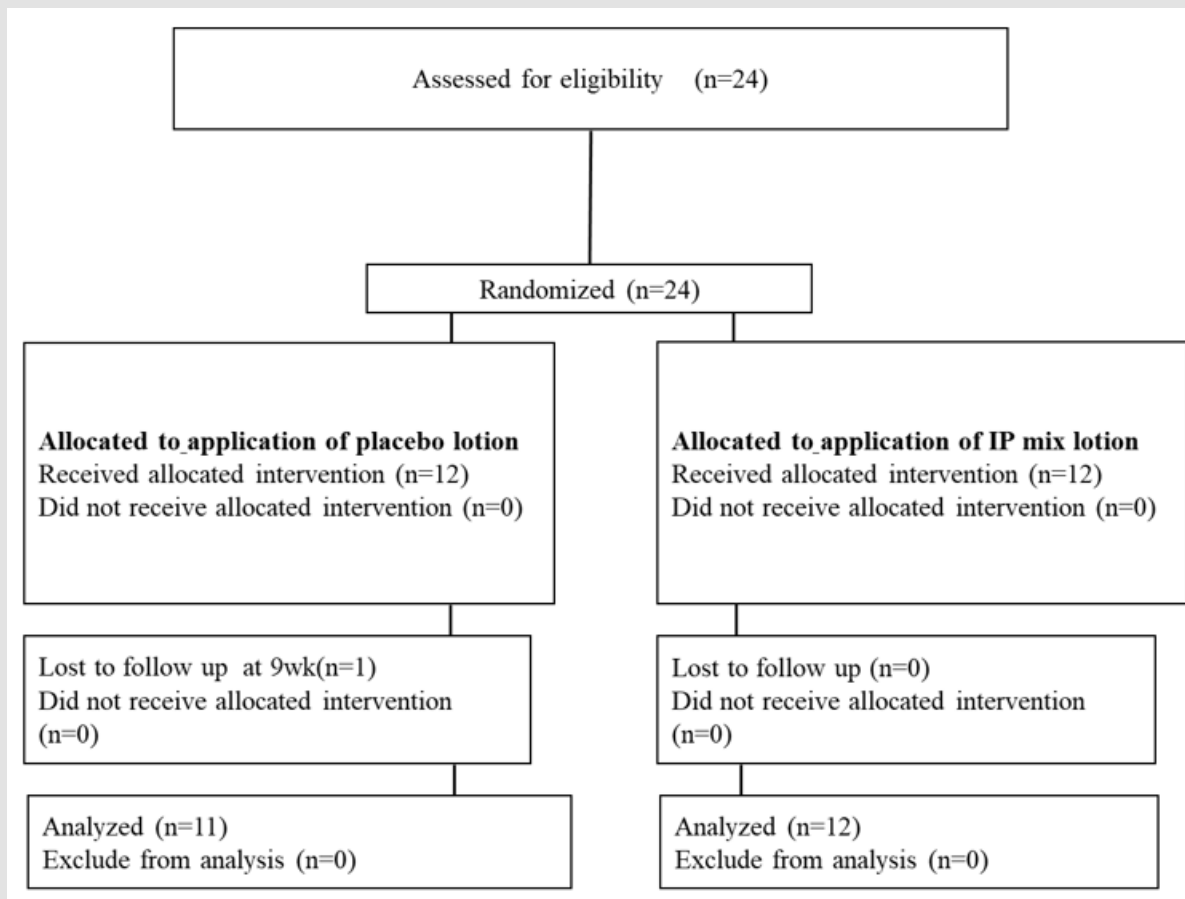 Assessed for eligibility (n=24)
Randomized (n=24)
Allocated to application of placebo lotion
Received allocated intervention (n=12)
Did not receive allocated intervention (n=0)
Allocated to application of IP mix lotion
Received allocated intervention (n=12)
Did not receive allocated intervention (n=0)
Lost to follow up at 9wk(n=1)
Did not receive allocated intervention
(n=0)
Lost to follow up (n=0)
Did not receive allocated intervention
(n=0)
Analyzed (n=11)
Exclude from analysis (n=0)
Analyzed (n=12)
Exclude from analysis (n=0)